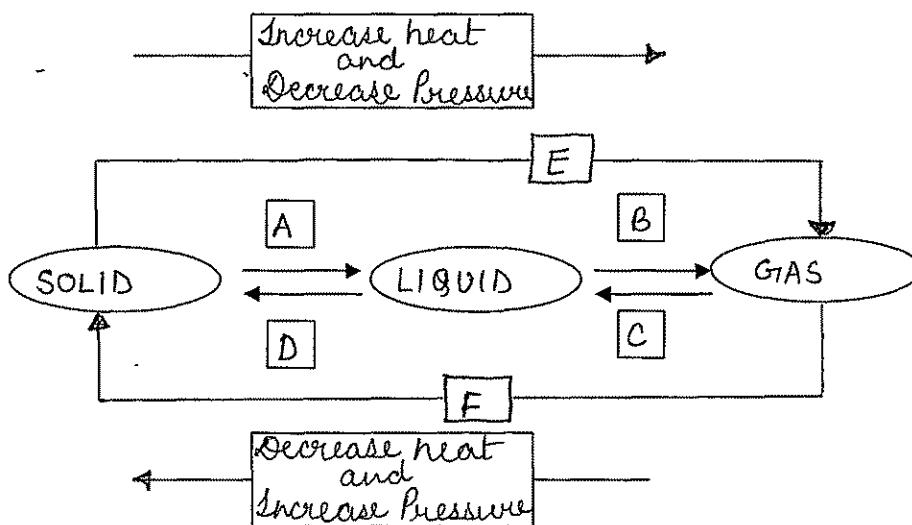 Increase heat
and
Decrease Pressure
E
A
B
SOLID
LIQUID
GAS
D
C
F
Decrease heat
and
Increase Pressure